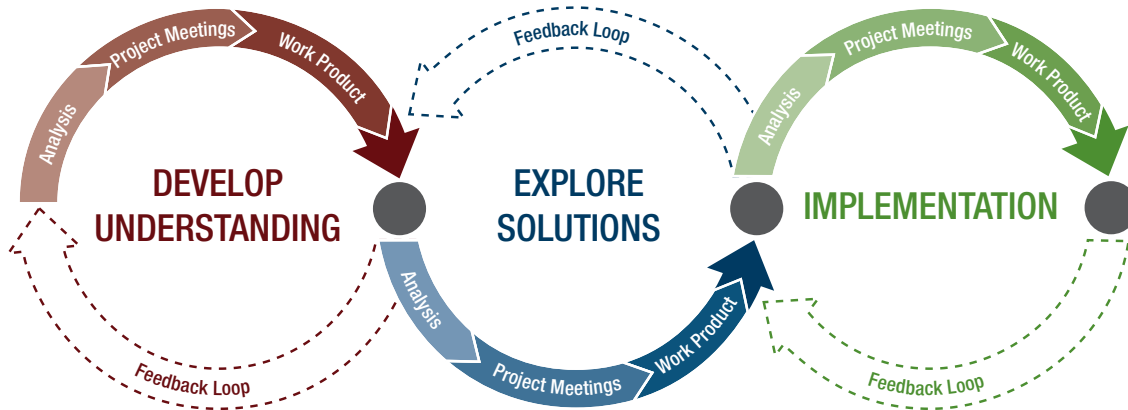 Analysis
Project Meetings
Work Product
DEVELOP
UNDERSTANDING
Feedback Loop
Feedback Loop
EXPLORE
SOLUTIONS
Analysis
Project Meetings
Work Product
Analysis
Project Meetings
Work Product
IMPLEMENTATION
Feedback Loop